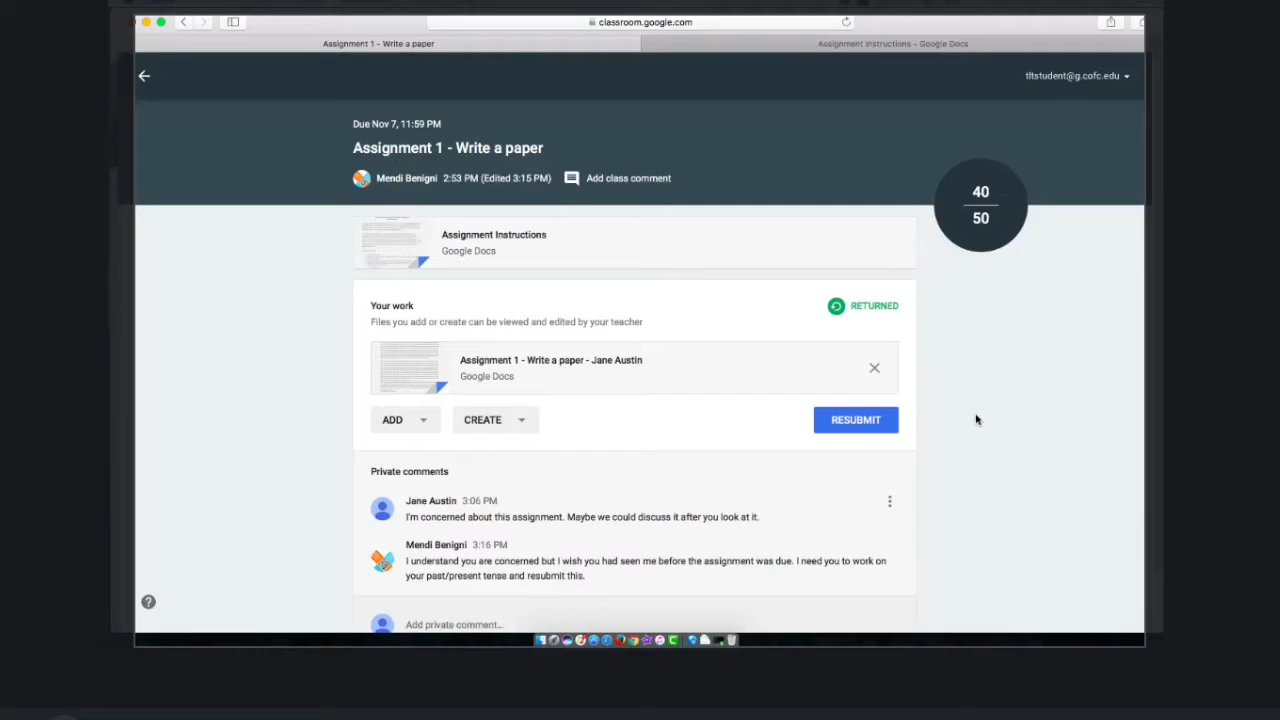 classroom.google.com
Assignment 1 - Write a paper
Assignment Instructions - Google Docs
tltstudent@g.cofc.edu
Due Nov 7, 11:59 PM
Assignment 1 - Write a paper
Mendi Benigni 2:53 PM (Edited 3:15 PM) Add class comment
40
50
Assignment Instructions
Google Docs
Your work
RETURNED
Files you add or create can be viewed and edited by your teacher
Assignment 1 - Write a paper - Jane Austin
Google Docs
ADD CREATE RESUBMIT
Private comments
Jane Austin 3:06 PM
I'm concerned about this assignment. Maybe we could discuss it after you look at it.
Mendi Benigni 3:16 PM
I understand you are concerned but I wish you had seen me before the assignment was due. I need you to work on
your past/present tense and resubmit this.
?
Add private comment...